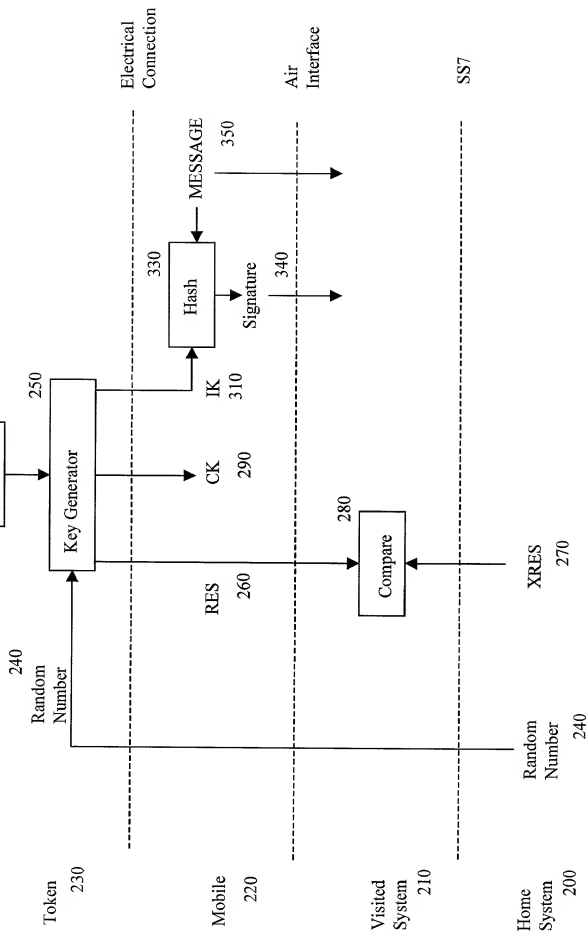 Electrical
Connection
Air
Interface
SS7
MESSAGE
350
330
Hash
Signature
340
250
Key Generator
IK
310
CK
290
280
Compare
RES
260
XRES
270
240
Random
Number
Random
Number
240
Token
230
Mobile
220
Visited
System
210
Home
System
200